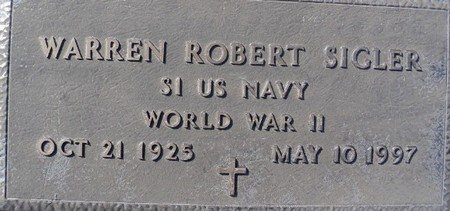 WARREN ROBERT SIGLER
S1 US NAVY
WORLD WAR II
OCT 21 1925 MAY 10 1997